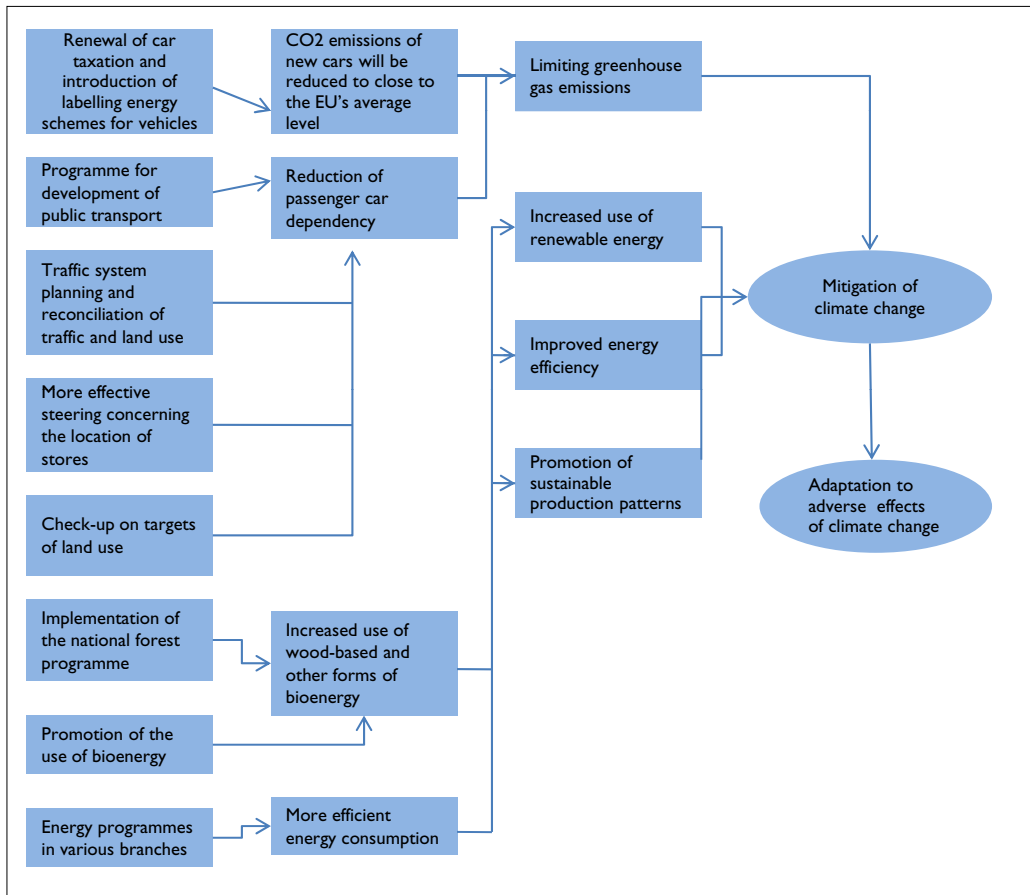 Renewal of car
taxation and
introduction of
labelling energy
schemes for vehicles
CO2 emissions of
new cars will be
reduced to close to
the EU's average
level
Limiting greenhouse
gas emissions
Programme for
development of
public transport
Reduction of
passenger car
dependency
Increased use of
renewable energy
Traffic system
planning and
reconciliation of
traffic and land use
Mitigation of
climate change
Improved energy
efficiency
More effective
steering concerning
the location of
stores
Promotion of
sustainable
production patterns
Adaptation to
adverse effects
of climate change
Check-up on targets
of land use
Implementation of
the national forest
programme
Increased use of
wood-based and
other forms of
bioenergy
Promotion of the
use of bioenergy
More efficient
energy consumption
Energy programmes
in various branches